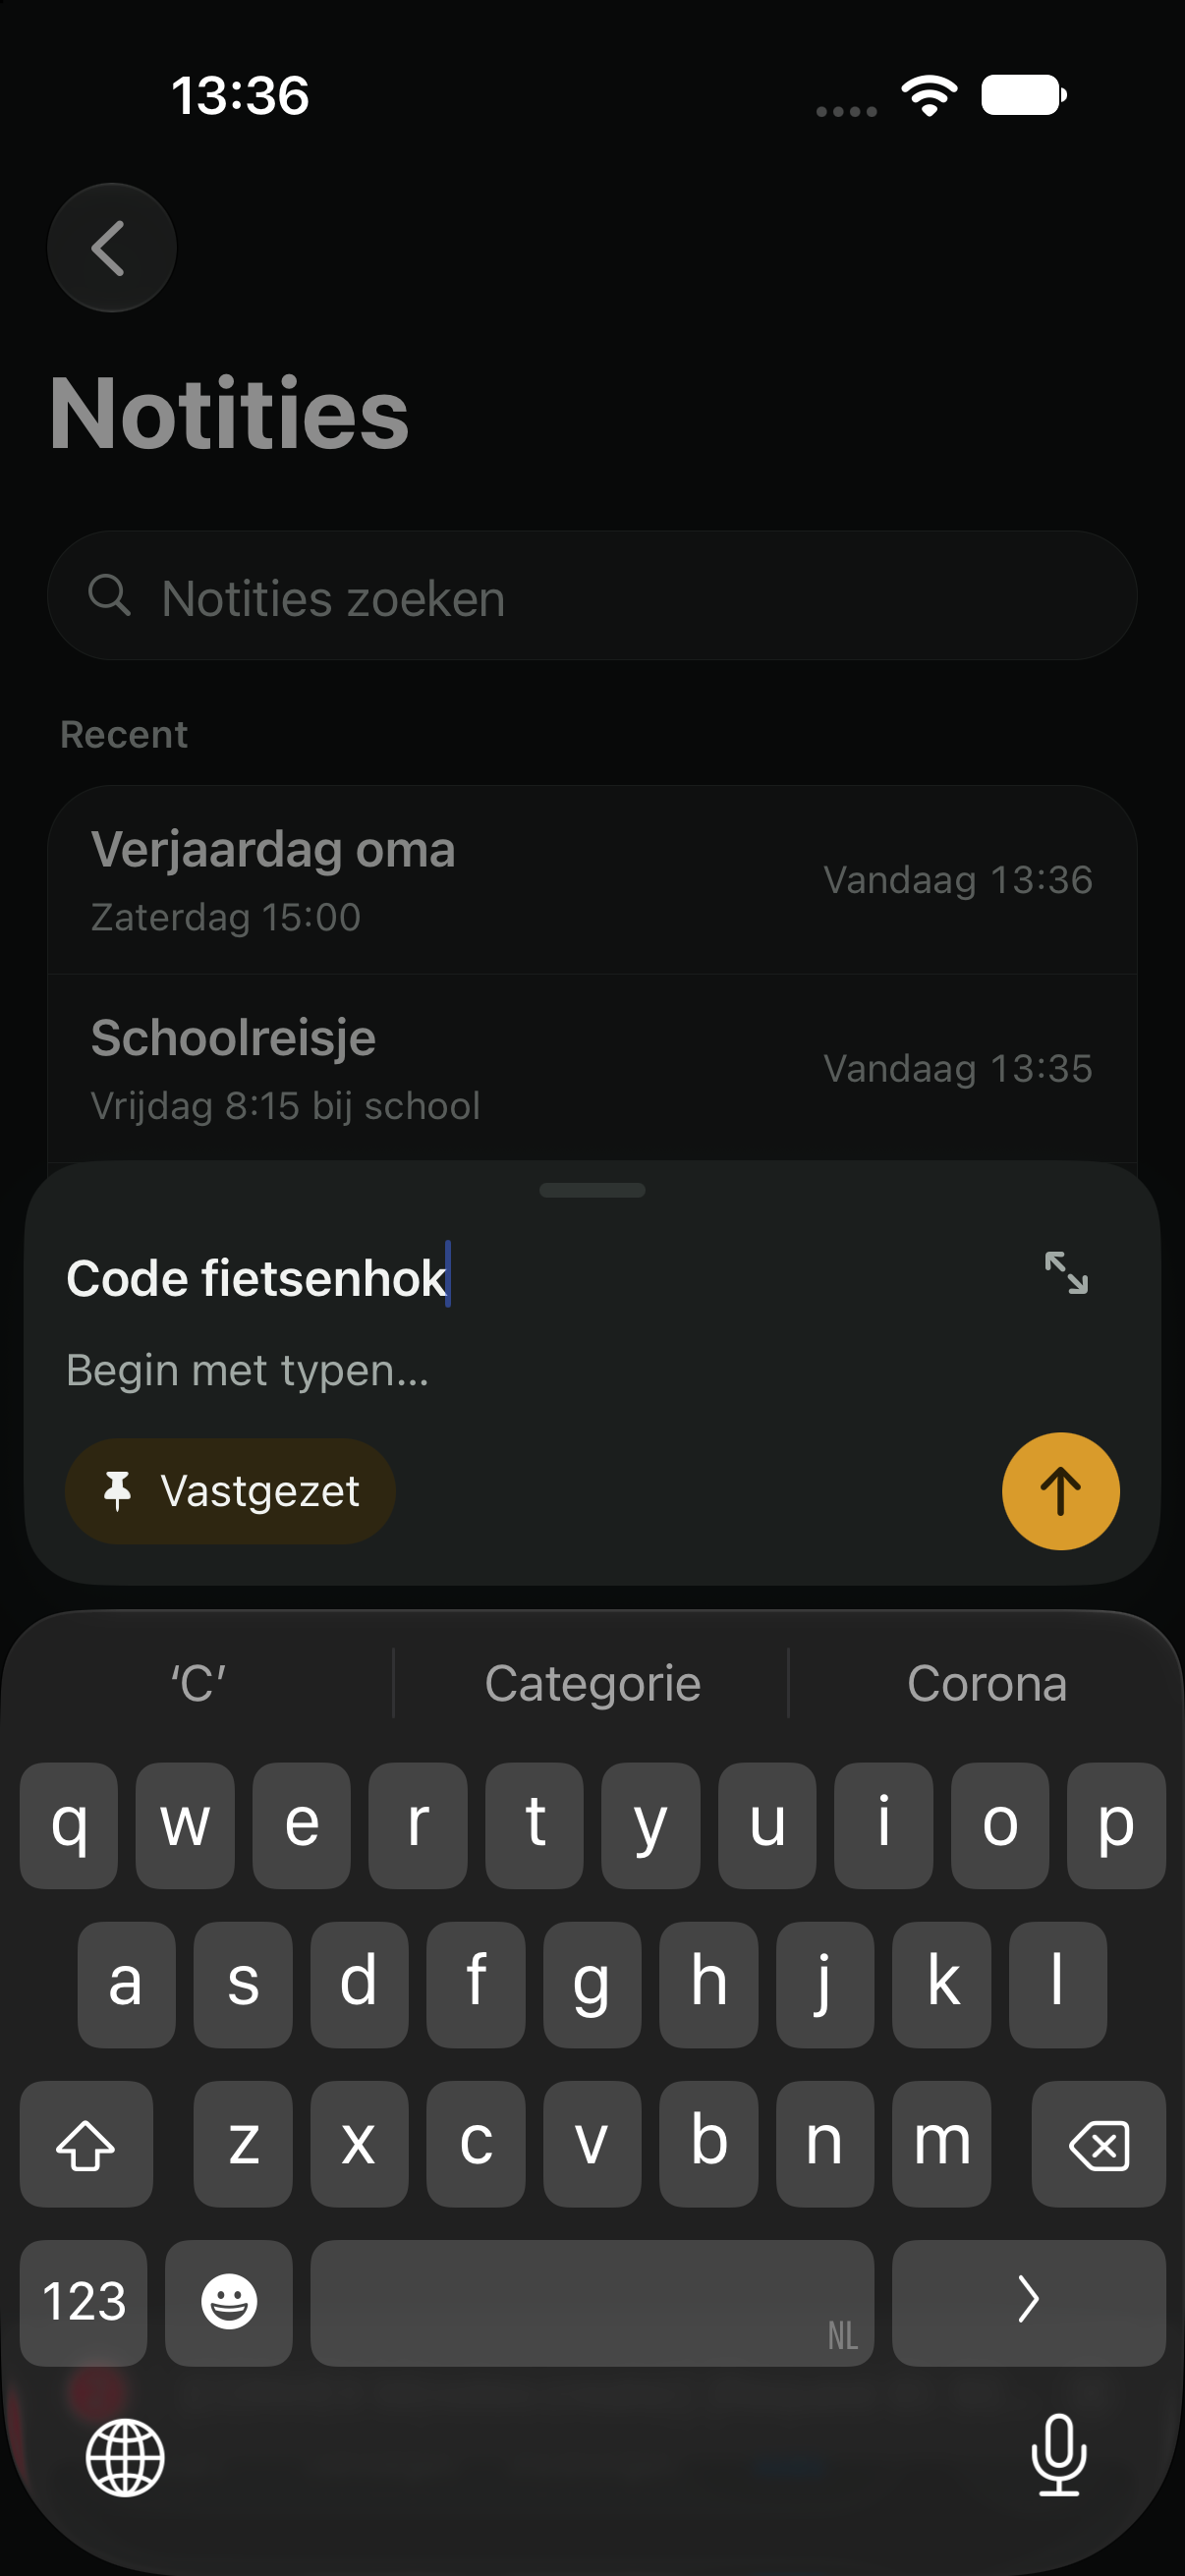 13:36
Notities
Notities zoeken
Recent
Verjaardag oma
Zaterdag 15:00
Vandaag 13:36
Schoolreisje
Vrijdag 8:15 bij school
Vandaag 13:35
Code fietsenhok
Begin met typen...
Vastgezet
‘C’ Categorie Corona
q w e r t y u i o p
a s d f g h j k l
z x c v b n m
123
NL